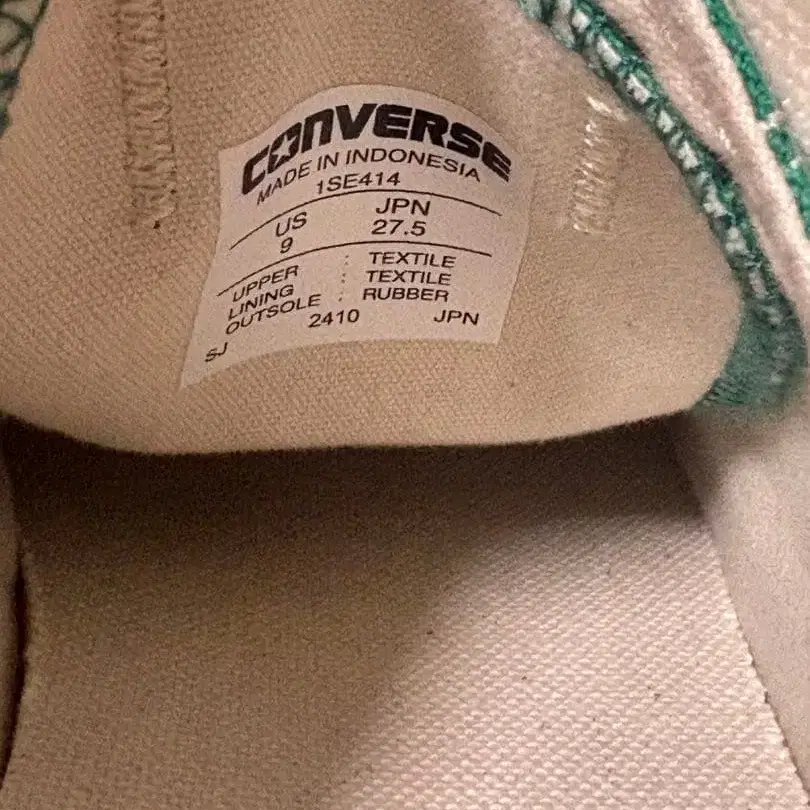 CONVERSE
MADE IN INDONESIA
1SE414
US JPN
9 27.5
UPPER : TEXTILE
LINING : TEXTILE
OUTSOLE : RUBBER
SJ 2410 JPN